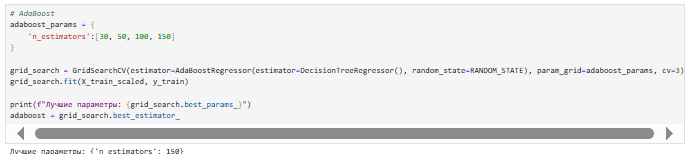 # AdaBoost
adaboost_params = {
    'n_estimators':[30, 50, 100, 150]
}
grid_search = GridSearchCV(estimator=AdaBoostRegressor(estimator=DecisionTreeRegressor(), random_state=RANDOM_STATE), param_grid=adaboost_params, cv=3)
grid_search.fit(X_train_scaled, y_train)
print(f"Лучшие параметры: {grid_search.best_params_}")
adaboost = grid_search.best_estimator_
Лучшие параметры: {'n_estimators': 150}